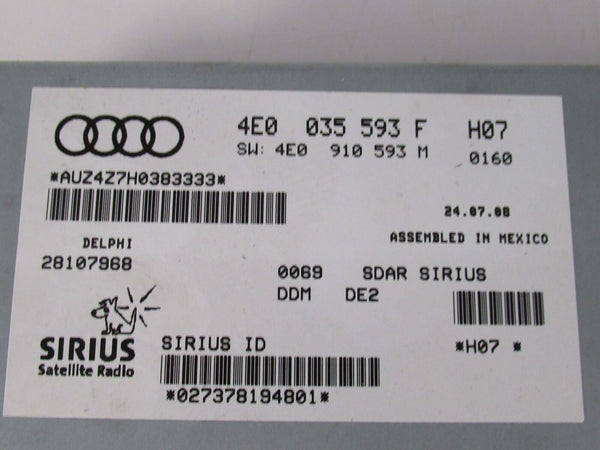 4E0 035 593 F H07
SW: 4E0 910 593 M 0160
*AUZ4Z7H0383333*
24.07.08
DELPHI
ASSEMBLED IN MEXICO
28107968
0069 SDAR SIRIUS
DDM DE2
SIRIUS
Satellite Radio
SIRIUS ID
*H07 *
*027378194801*